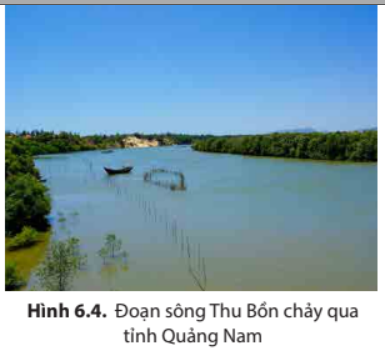 Hình 6.4. Đoạn sông Thu Bồn chảy qua
tỉnh Quảng Nam